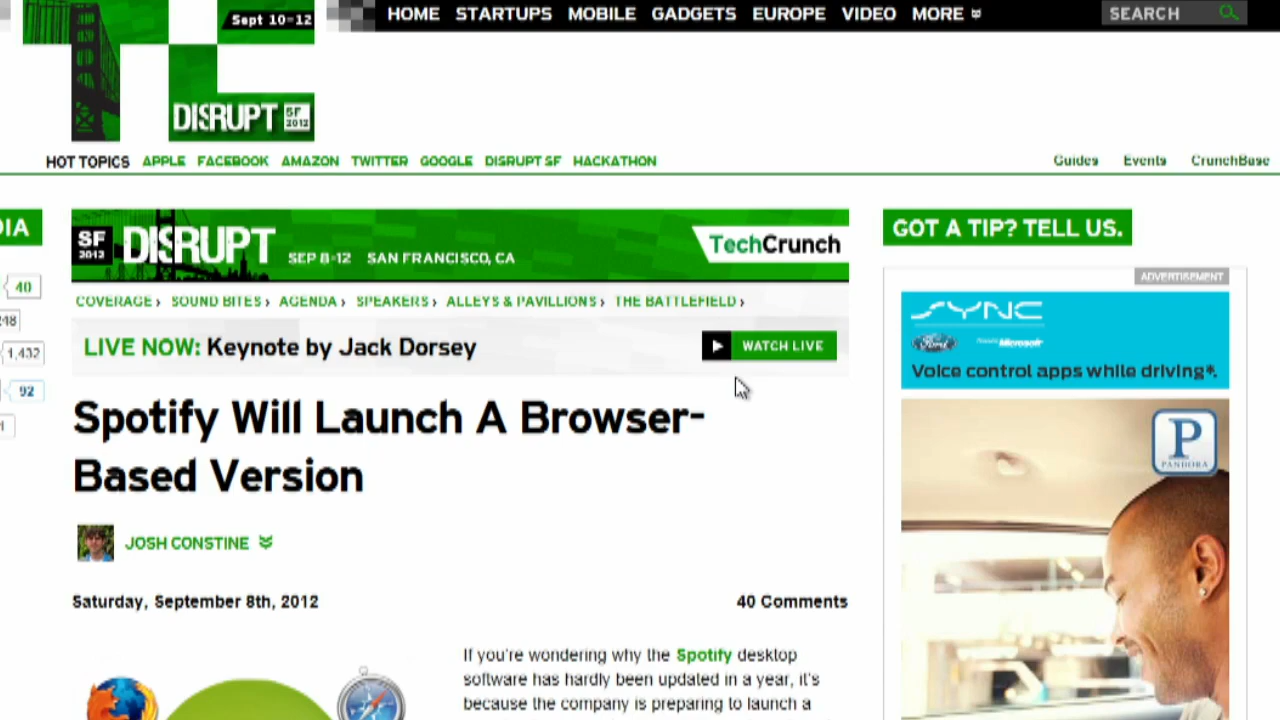 Sept 10-12
HOME STARTUPS MOBILE GADGETS EUROPE VIDEO MORE
SEARCH
DISRUPT SF 2012
HOT TOPICS APPLE FACEBOOK AMAZON TWITTER GOOGLE DISRUPT SF HACKATHON
Guides Events CrunchBase
DIA
40
1,432
92
SF 2012 DISRUPT SEP 8-12 SAN FRANCISCO, CA
TechCrunch
COVERAGE › SOUND BITES › AGENDA › SPEAKERS › ALLEYS & PAVILLIONS › THE BATTLEFIELD ›
LIVE NOW: Keynote by Jack Dorsey
WATCH LIVE
Spotify Will Launch A Browser-
Based Version
JOSH CONSTINE
Saturday, September 8th, 2012
40 Comments
If you're wondering why the Spotify desktop
software has hardly been updated in a year, it's
because the company is preparing to launch a
GOT A TIP? TELL US.
ADVERTISEMENT
SYNC
Ford
Microsoft
Voice control apps while driving*.
P
PANDORA